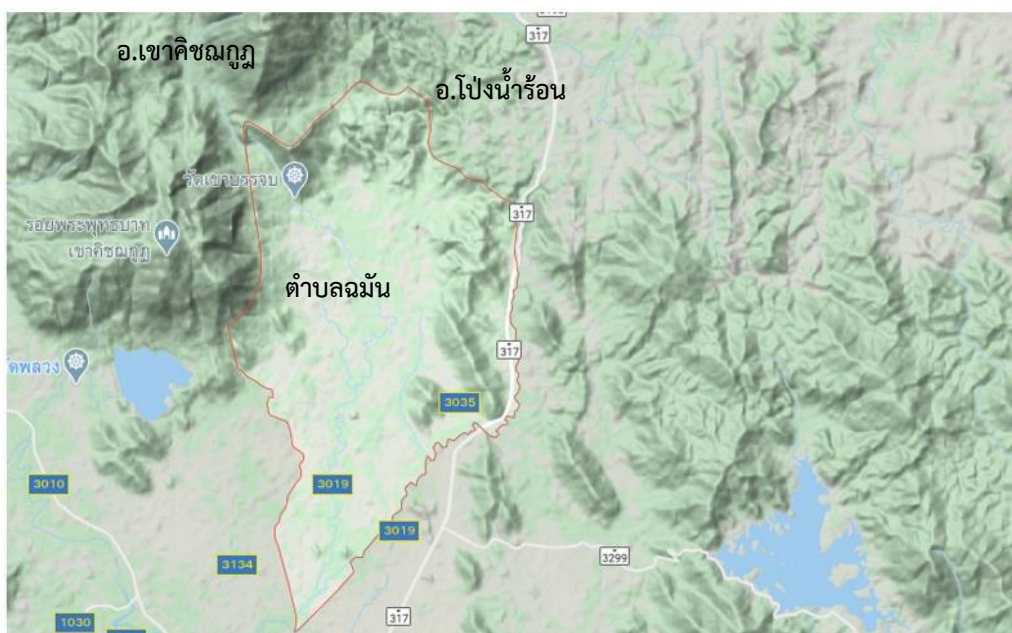 317
อ.เขาคิชฌกูฏ
อ.โป่งน้ำร้อน
วัดเขาบรรจบ
317
รอยพระพุทธบาท
เขาคิชฌกูฏ
ตำบลฉมัน
317
วัดพลวง
3035
3010
3019
3019
3134
3299
317
1030